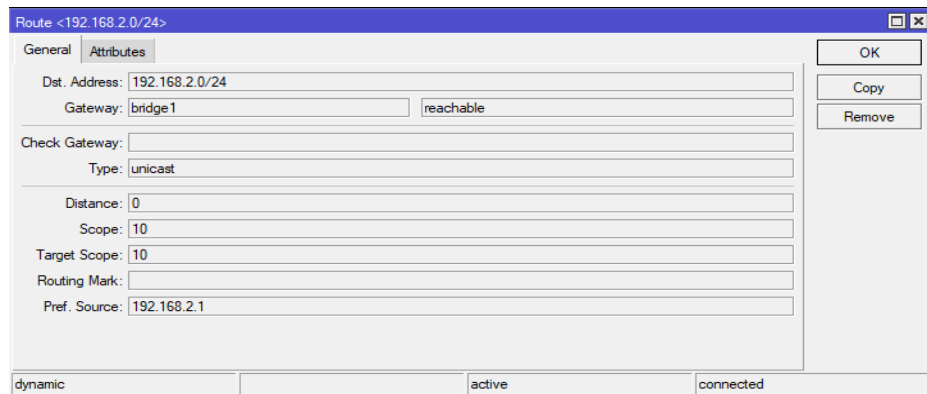 Route <192.168.2.0/24>
General Attributes
OK
Dst. Address: 192.168.2.0/24
Copy
Gateway: bridge1 reachable
Remove
Check Gateway:
Type: unicast
Distance: 0
Scope: 10
Target Scope: 10
Routing Mark:
Pref. Source: 192.168.2.1
dynamic active connected